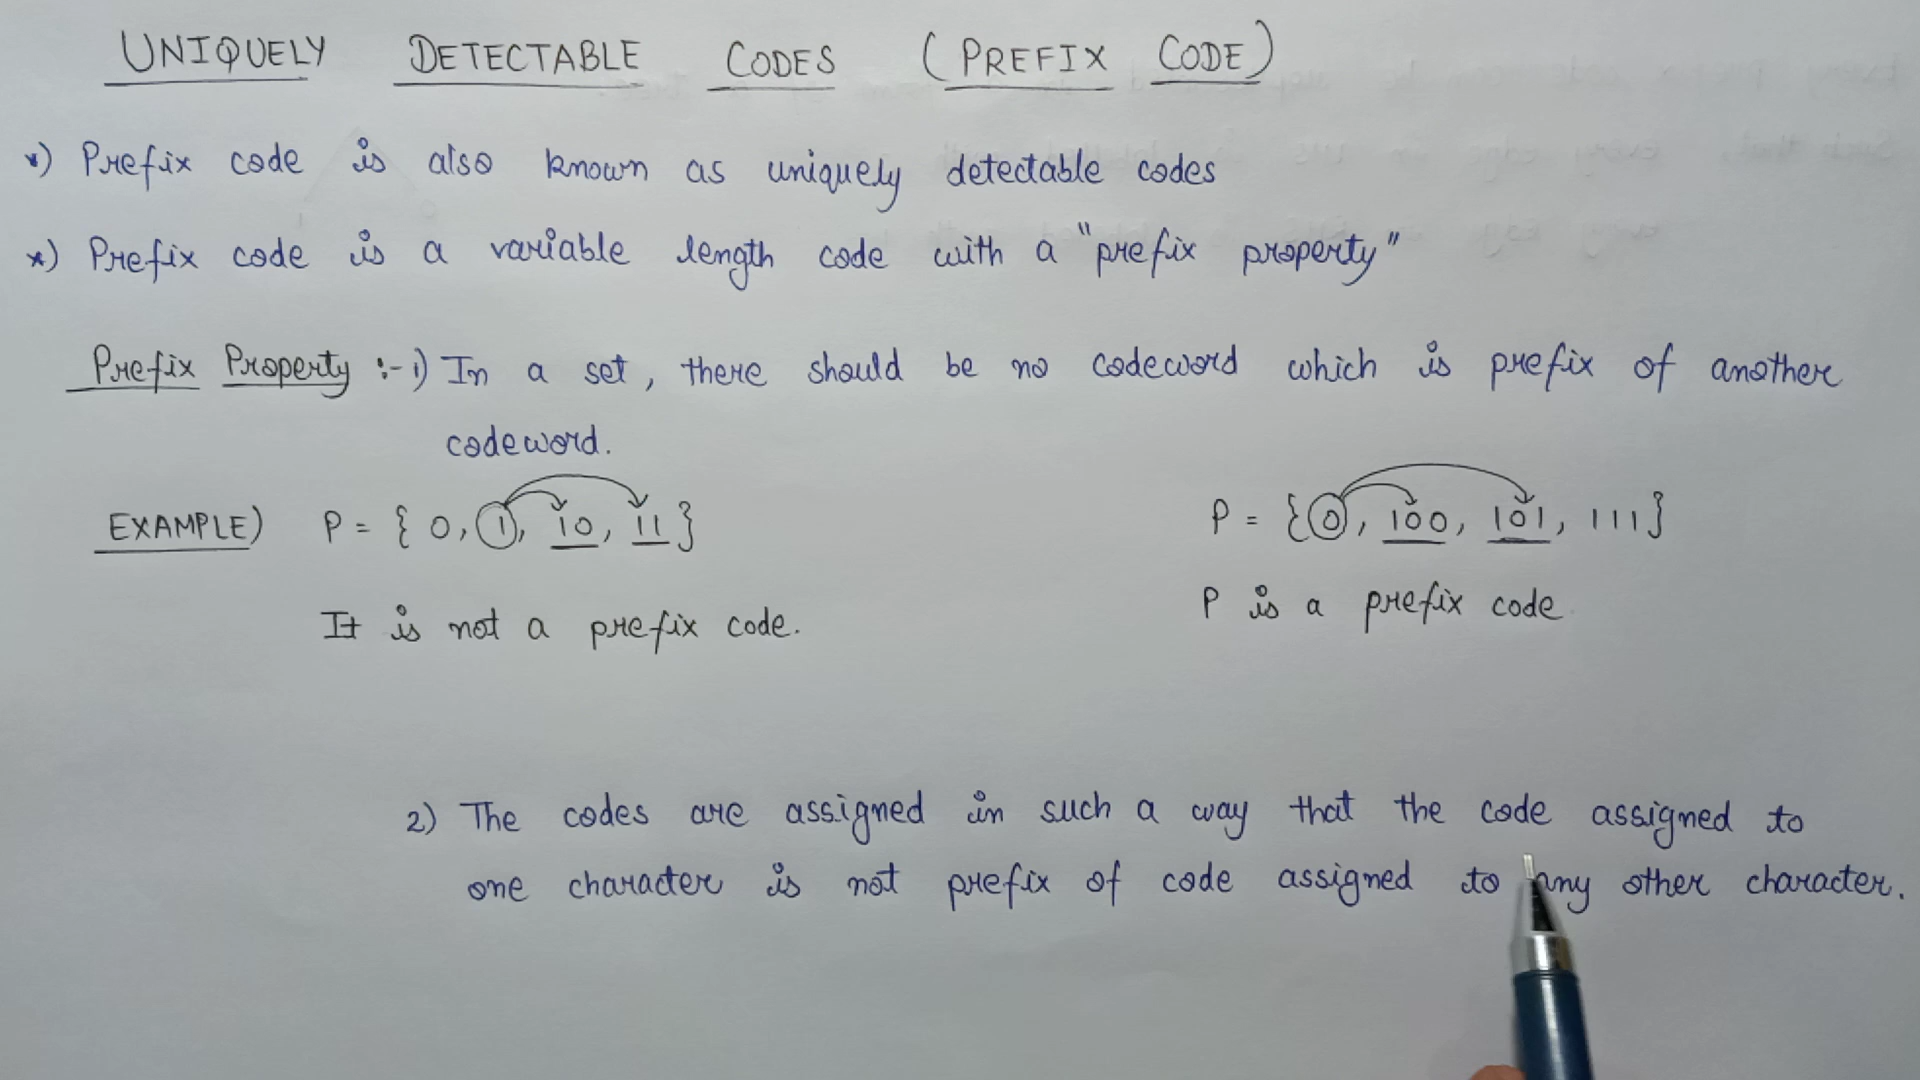 UNIQUELY DETECTABLE CODES (PREFIX CODE)
*) Prefix code is also known as uniquely detectable codes
*) Prefix code is a variable length code with a "prefix property"
Prefix Property :- 1) In a set, there should be no codeword which is prefix of another
codeword.
EXAMPLE) P = { 0, 1, 10, 11 } P = { 0, 100, 101, 111 }
It is not a prefix code. P is a prefix code.
2) The codes are assigned in such a way that the code assigned to
one character is not prefix of code assigned to any other character.